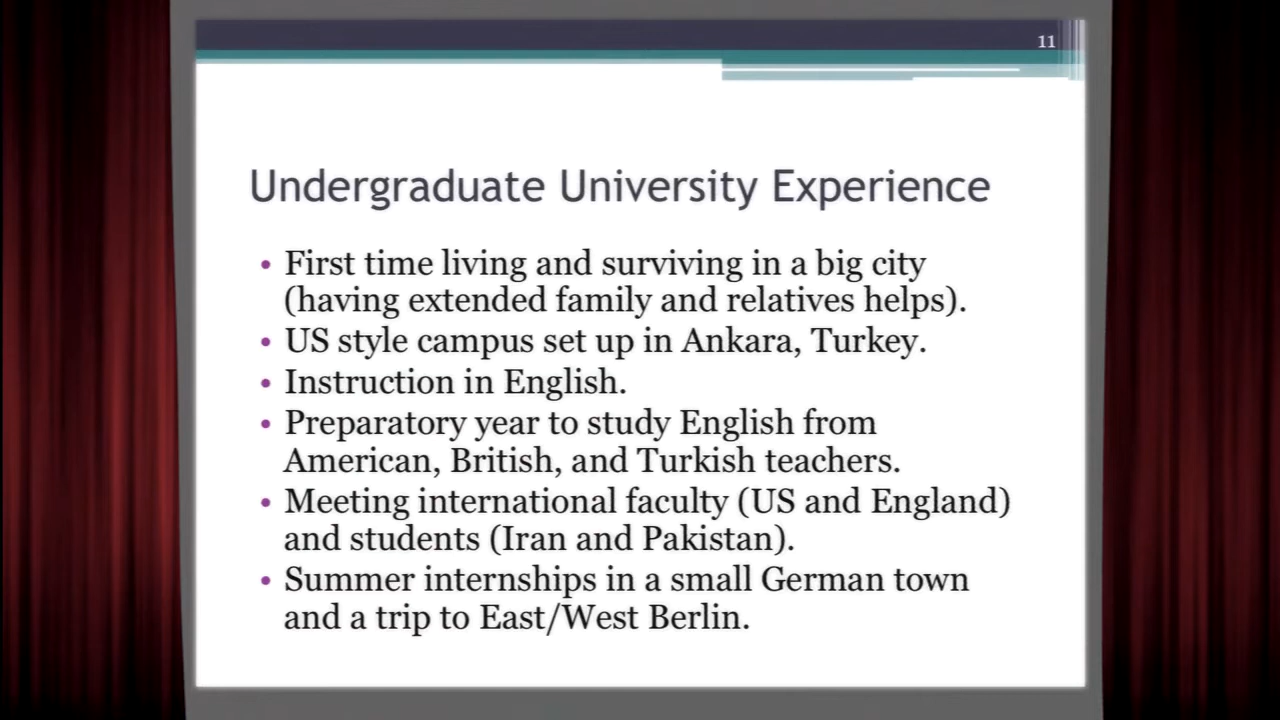 11
Undergraduate University Experience
• First time living and surviving in a big city
(having extended family and relatives helps).
• US style campus set up in Ankara, Turkey.
• Instruction in English.
• Preparatory year to study English from
American, British, and Turkish teachers.
• Meeting international faculty (US and England)
and students (Iran and Pakistan).
• Summer internships in a small German town
and a trip to East/West Berlin.